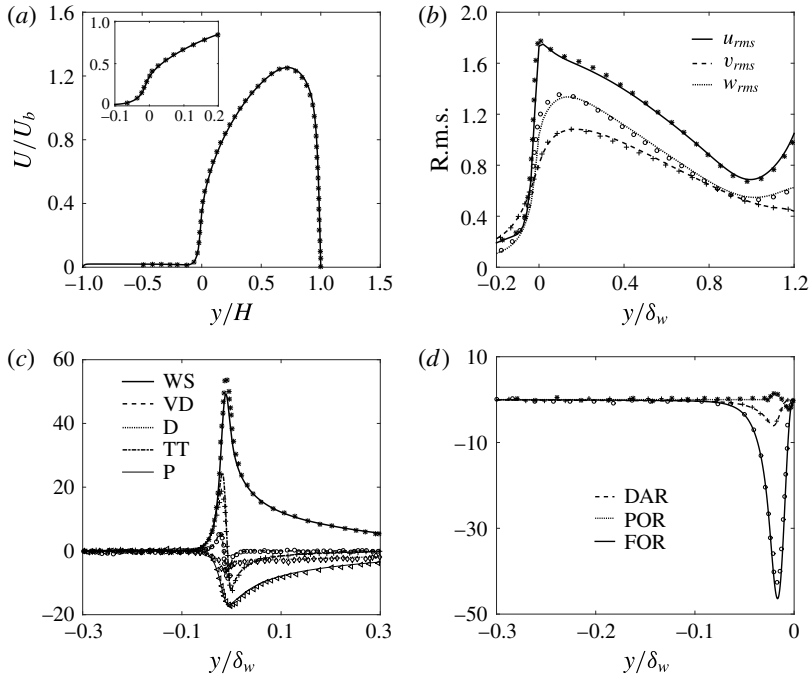 (a)
1.6
1.2
0.8
0.4
0
U/U_b
1.0
0.5
0
-0.1 0 0.1 0.2
−1.0 −0.5 0 0.5 1.0 1.5
y/H
(b)
2.0
1.6
1.2
0.8
0.4
0
R.m.s.
u_rms
v_rms
w_rms
−0.2 0 0.4 0.8 1.2
y/δ_w
(c)
60
40
20
0
−20
WS
VD
D
TT
P
−0.3 −0.1 0.1 0.3
y/δ_w
(d)
10
−10
−30
−50
DAR
POR
FOR
−0.3 −0.2 −0.1 0
y/δ_w